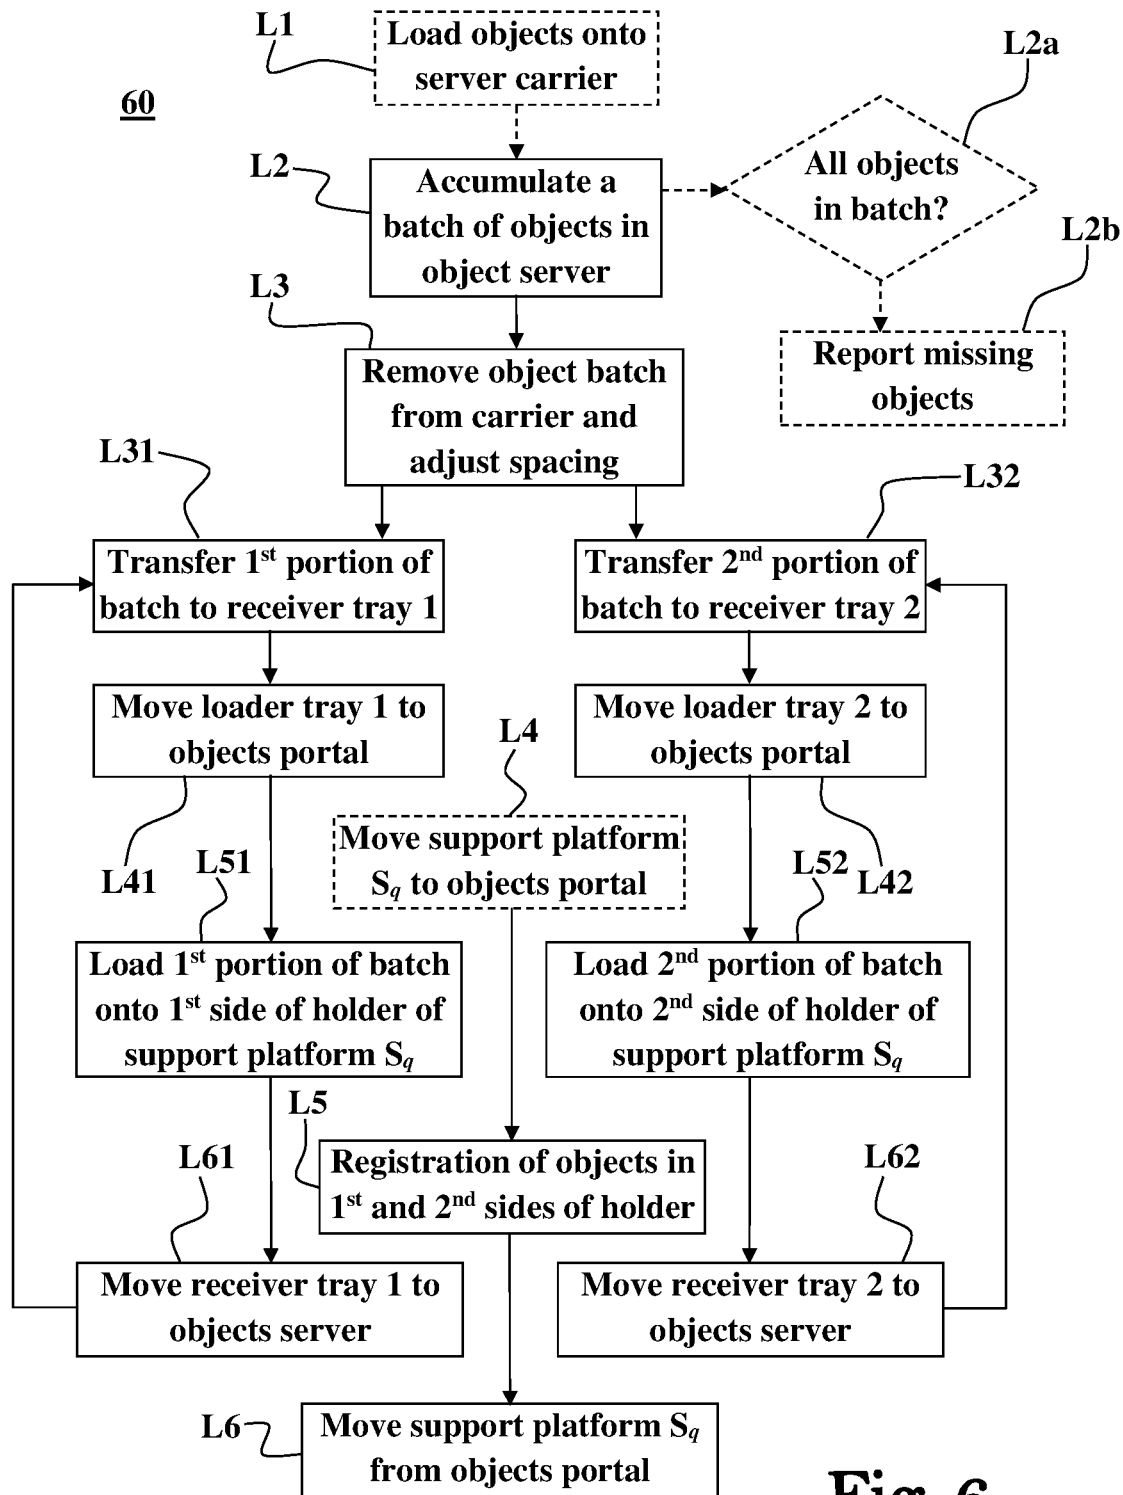 L1
Load objects onto
server carrier
L2a
60
L2
Accumulate a
batch of objects in
object server
All objects
in batch?
L2b
L3
Report missing
objects
Remove object batch
from carrier and
adjust spacing
L31
L32
Transfer 1st portion of
batch to receiver tray 1
Transfer 2nd portion of
batch to receiver tray 2
Move loader tray 1 to
objects portal
Move loader tray 2 to
objects portal
L4
Move support platform
Sq to objects portal
L41
L51
L52
L42
Load 1st portion of batch
onto 1st side of holder of
support platform Sq
Load 2nd portion of batch
onto 2nd side of holder of
support platform Sq
L5
Registration of objects in
1st and 2nd sides of holder
L61
L62
Move receiver tray 1 to
objects server
Move receiver tray 2 to
objects server
L6
Move support platform Sq
from objects portal
Fig. 6